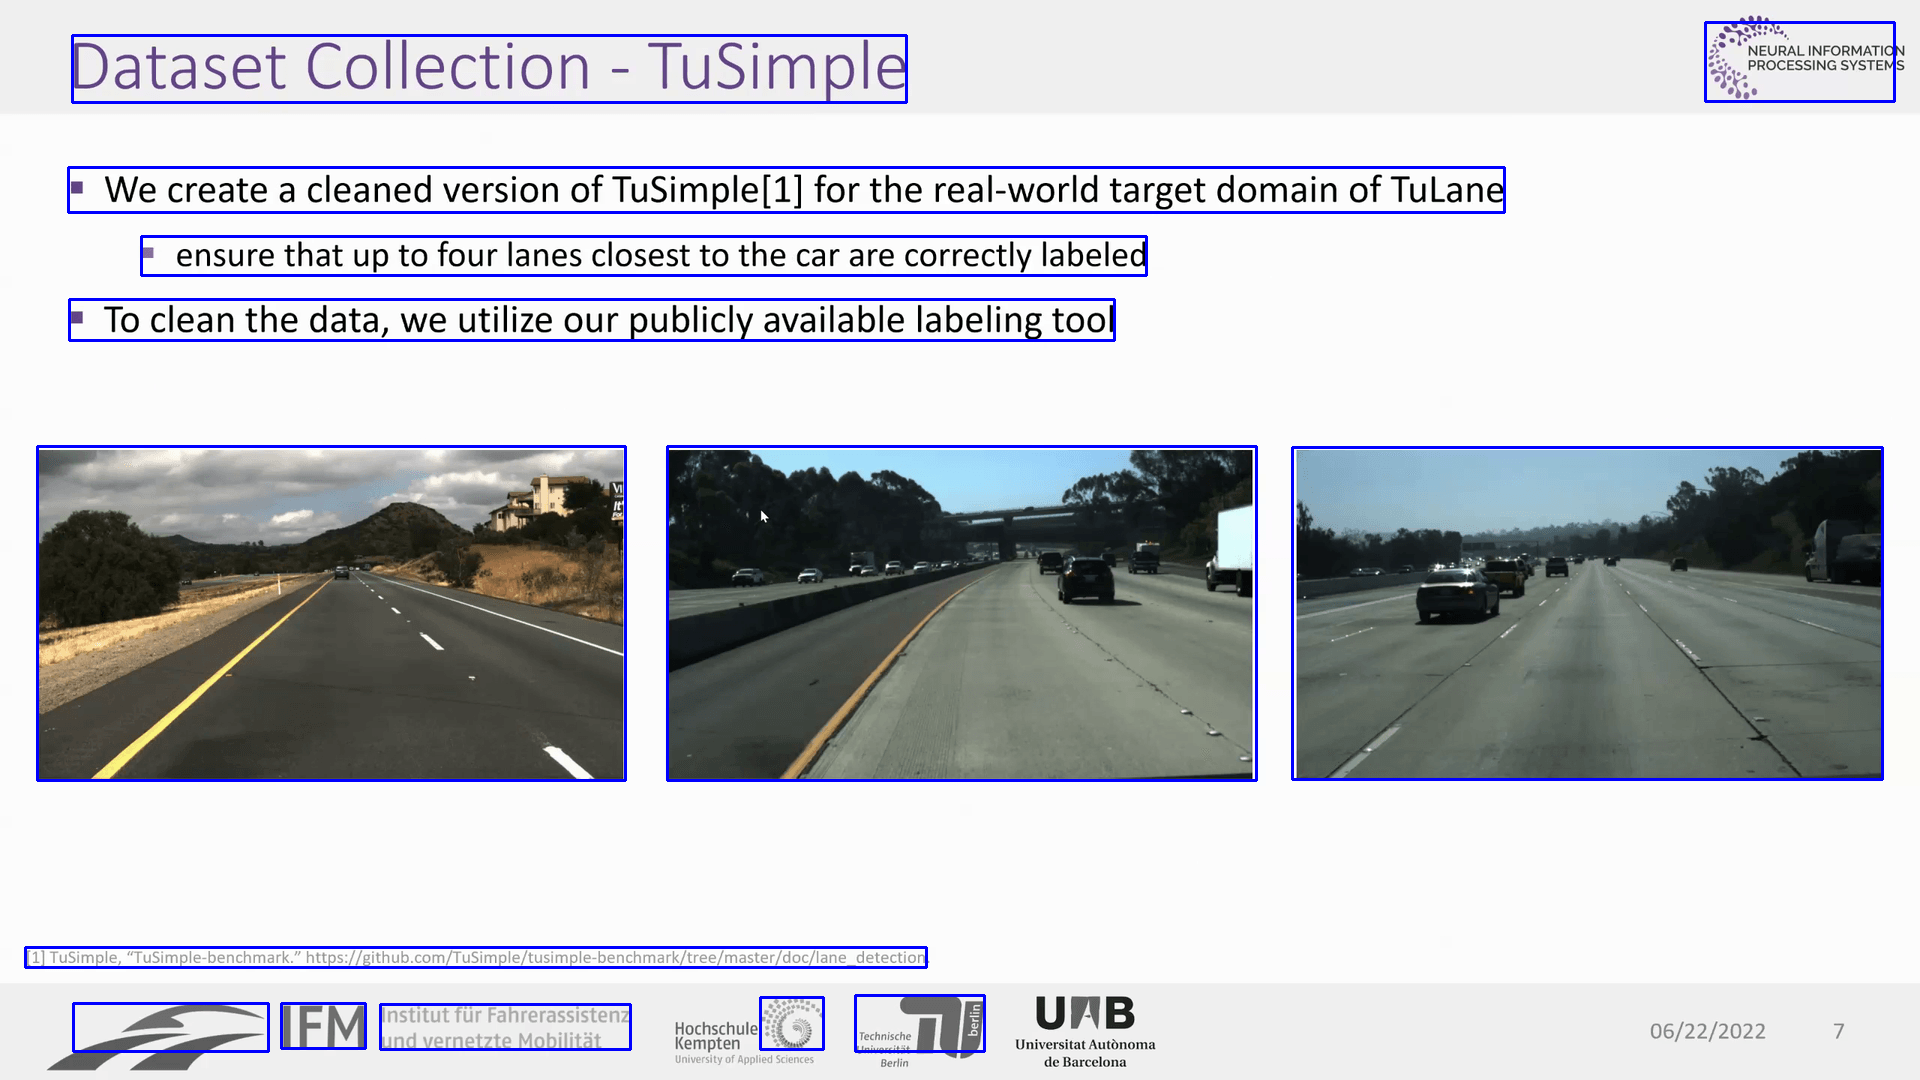 Dataset Collection - TuSimple
NEURAL INFORMATION
PROCESSING SYSTEMS
We create a cleaned version of TuSimple[1] for the real-world target domain of TuLane
ensure that up to four lanes closest to the car are correctly labeled
To clean the data, we utilize our publicly available labeling tool
[1] TuSimple, “TuSimple-benchmark.” https://github.com/TuSimple/tusimple-benchmark/tree/master/doc/lane_detection.
IFM
Institut für Fahrerassistenz
und vernetzte Mobilität
Hochschule
Kempten
University of Applied Sciences
Technische
Universität
Berlin
berlin
UAB
Universitat Autònoma
de Barcelona
06/22/2022
7